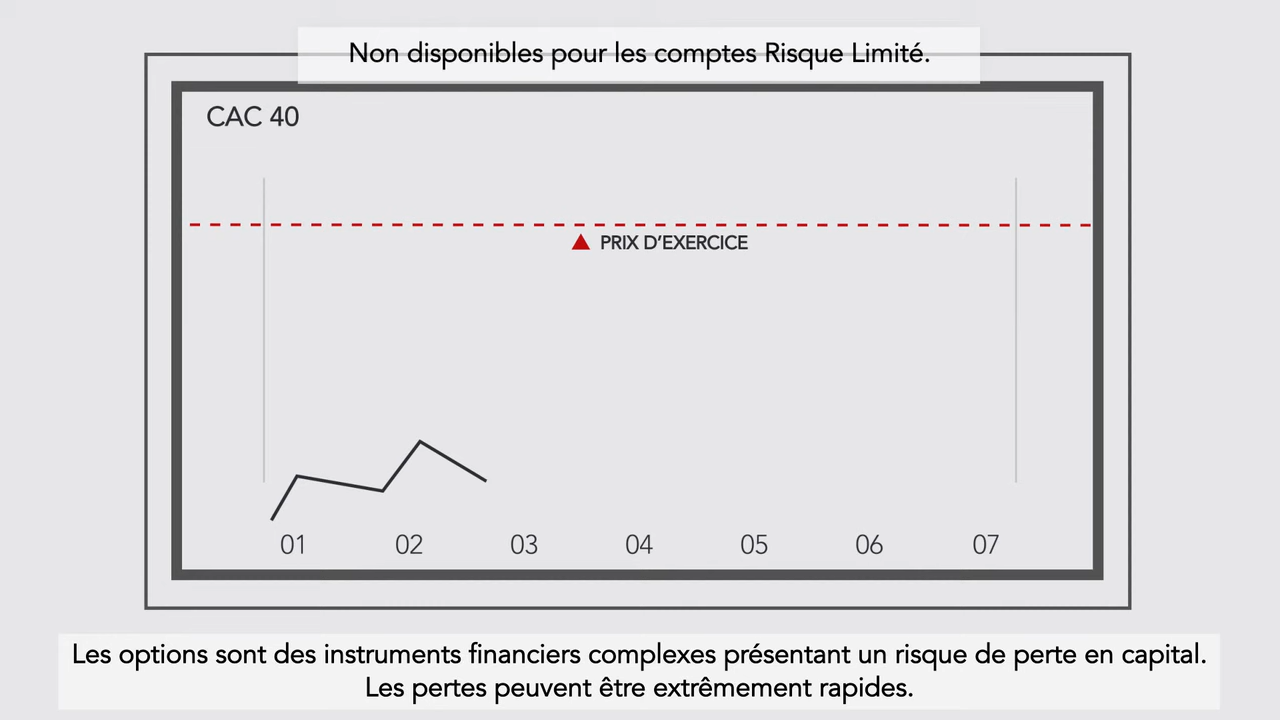 Non disponibles pour les comptes Risque Limité.
CAC 40
PRIX D’EXERCICE
01 02 03 04 05 06 07
Les options sont des instruments financiers complexes présentant un risque de perte en capital.
Les pertes peuvent être extrêmement rapides.